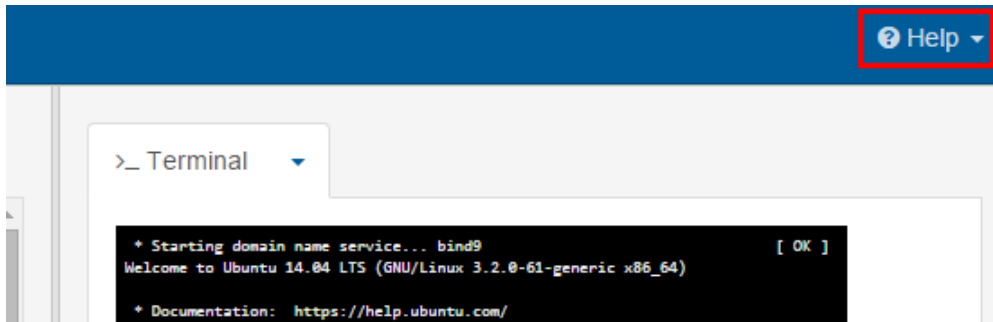 Help
>_ Terminal
* Starting domain name service... bind9 [ OK ]
Welcome to Ubuntu 14.04 LTS (GNU/Linux 3.2.0-61-generic x86_64)
* Documentation: https://help.ubuntu.com/